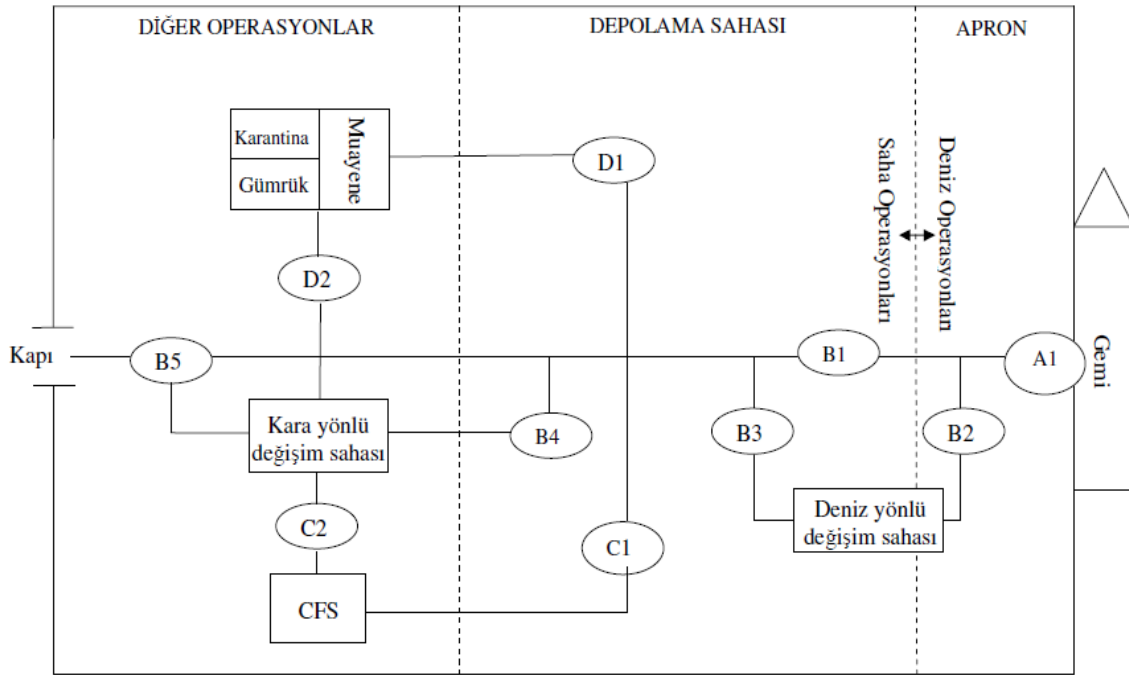 DİĞER OPERASYONLAR
DEPOLAMA SAHASI
APRON
Karantina
Gümrük
Muayene
D1
Saha Operasyonları
Deniz Operasyonları
D2
Kapı
B5
B1
A1
Gemi
Kara yönlü
değişim sahası
B4
B3
B2
Deniz yönlü
değişim sahası
C2
C1
CFS